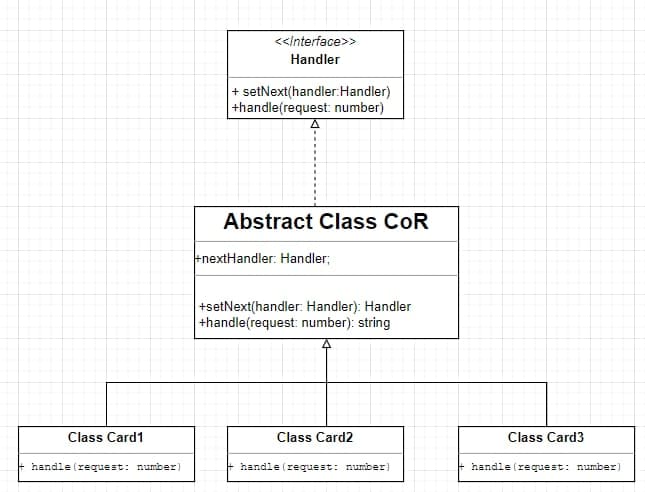 <<Interface>>
Handler
+ setNext(handler:Handler)
+handle(request: number)
Abstract Class CoR
+nextHandler: Handler;
+setNext(handler: Handler): Handler
+handle(request: number): string
Class Card1
+ handle(request: number)
Class Card2
+ handle(request: number)
Class Card3
+ handle(request: number)